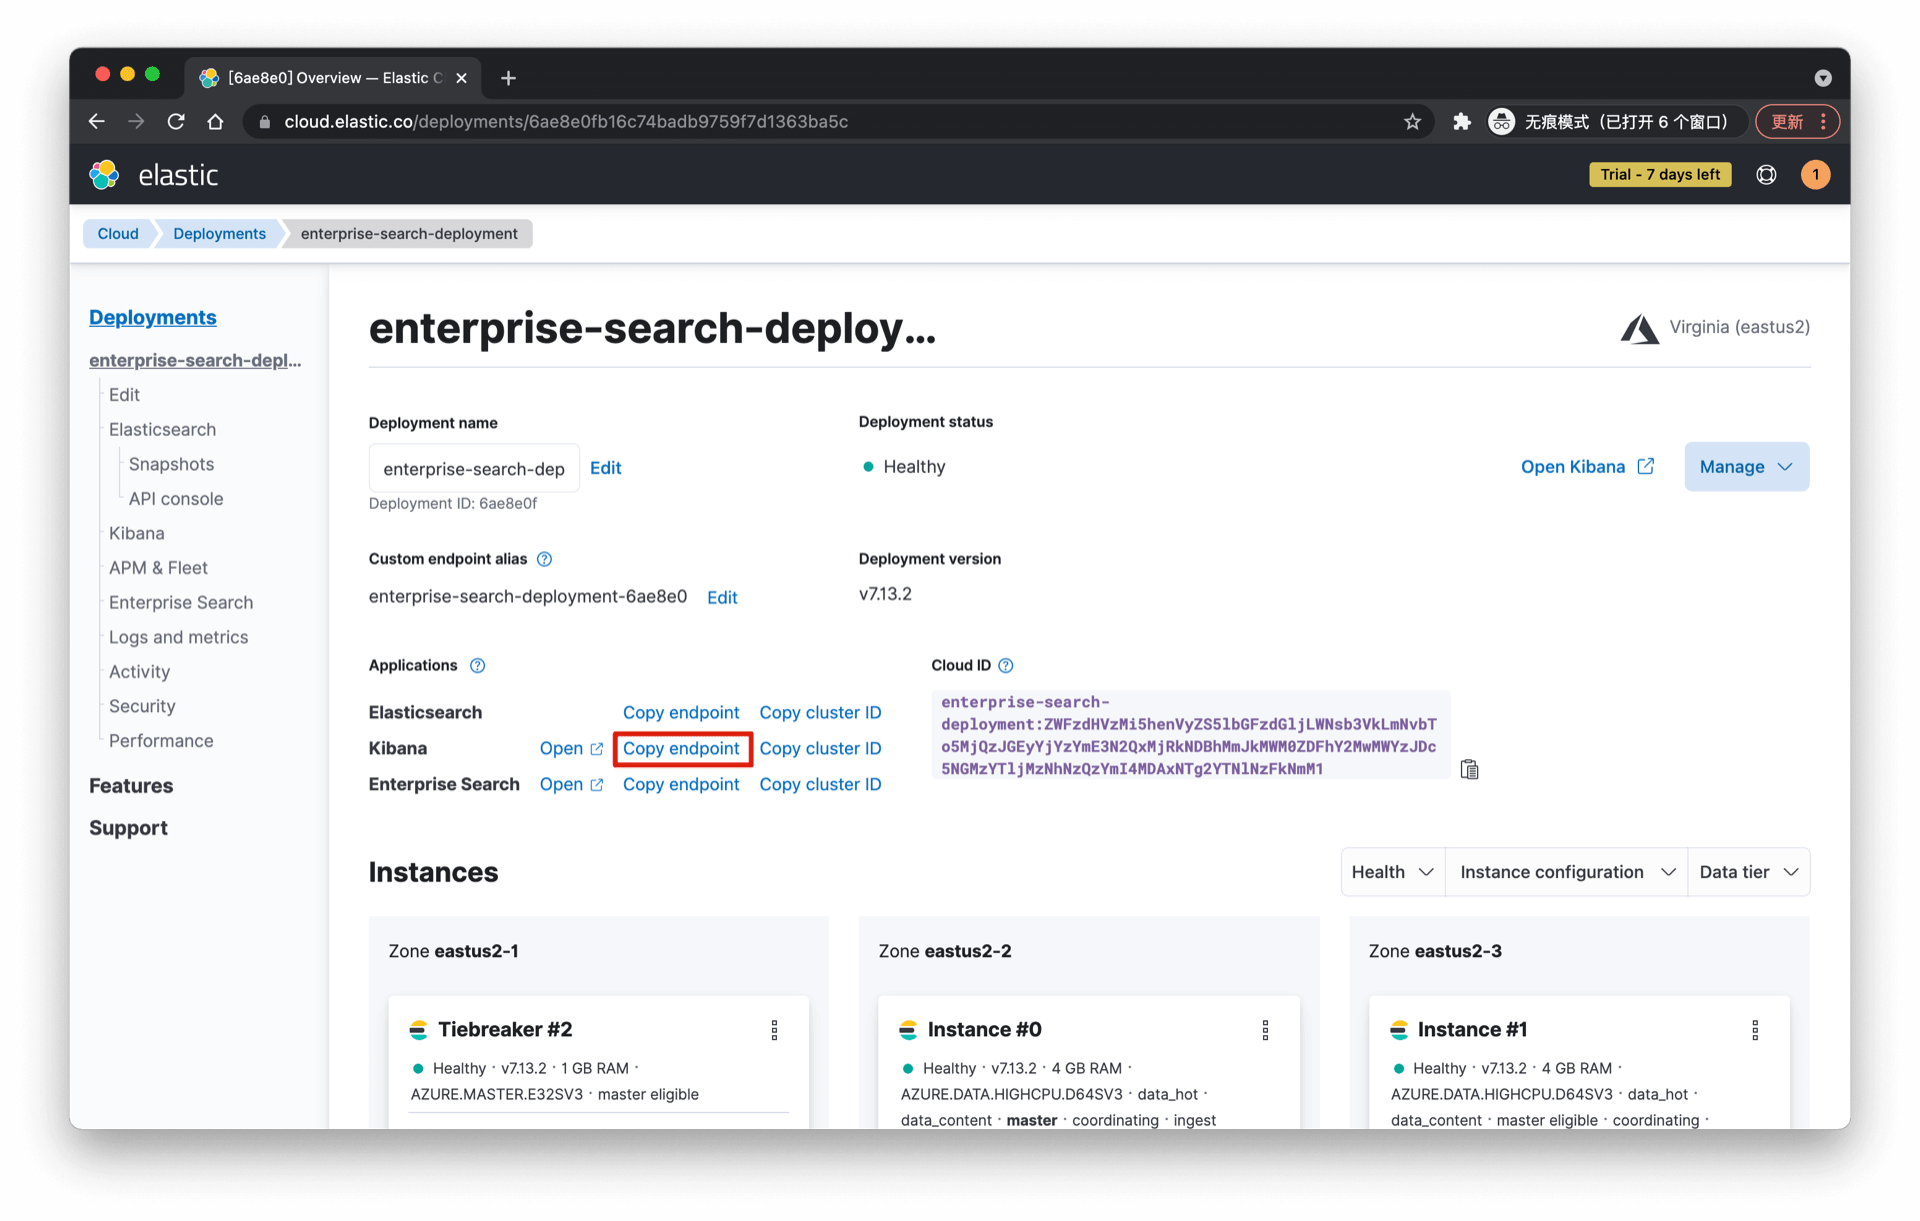 [6ae8e0] Overview — Elastic C
cloud.elastic.co/deployments/6ae8e0fb16c74badb9759f7d1363ba5c
无痕模式（已打开 6 个窗口）
更新
elastic
Trial - 7 days left
1
Cloud
Deployments
enterprise-search-deployment
Deployments
enterprise-search-depl...
Edit
Elasticsearch
Snapshots
API console
Kibana
APM & Fleet
Enterprise Search
Logs and metrics
Activity
Security
Performance
Features
Support
enterprise-search-deploy...
Virginia (eastus2)
Deployment name
enterprise-search-dep
Edit
Deployment ID: 6ae8e0f
Deployment status
Healthy
Open Kibana
Manage
Custom endpoint alias
enterprise-search-deployment-6ae8e0
Edit
Deployment version
v7.13.2
Applications
Elasticsearch Copy endpoint Copy cluster ID
Kibana Open Copy endpoint Copy cluster ID
Enterprise Search Open Copy endpoint Copy cluster ID
Cloud ID
enterprise-search-
deployment:ZWFzdHVzMi5henVyZS5lbGFzdGljLWNsb3VkLmNvbT
o5MjQzJGEyYjYzYmE3N2QxMjRkNDBhMmJkMWM0ZDFhY2MwMWYzJDc
5NGMzYTljMzNhNzQzYmI4MDAxNTg2YTNlNzFkNmM1
Instances
Health
Instance configuration
Data tier
Zone eastus2-1
Tiebreaker #2
Healthy · v7.13.2 · 1 GB RAM ·
AZURE.MASTER.E32SV3 · master eligible
Zone eastus2-2
Instance #0
Healthy · v7.13.2 · 4 GB RAM ·
AZURE.DATA.HIGHCPU.D64SV3 · data_hot ·
data_content · master · coordinating · ingest
Zone eastus2-3
Instance #1
Healthy · v7.13.2 · 4 GB RAM ·
AZURE.DATA.HIGHCPU.D64SV3 · data_hot ·
data_content · master eligible · coordinating ·